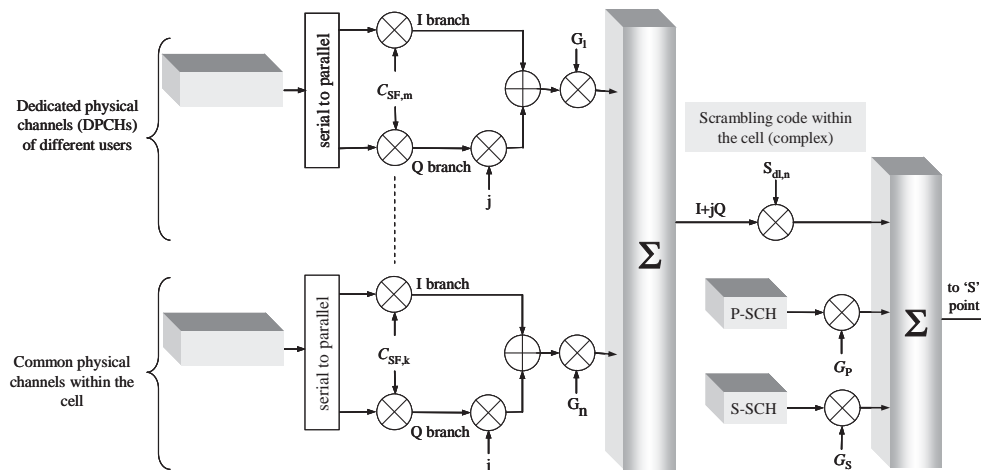 Dedicated physical
channels (DPCHs)
of different users
serial to parallel
I branch
C_SF,m
Q branch
j
G₁
Σ
Scrambling code within
the cell (complex)
S_dl,n
I+jQ
Common physical
channels within the
cell
serial to parallel
I branch
C_SF,k
Q branch
j
G_n
P-SCH
G_P
S-SCH
G_S
Σ
to ‘S’
point